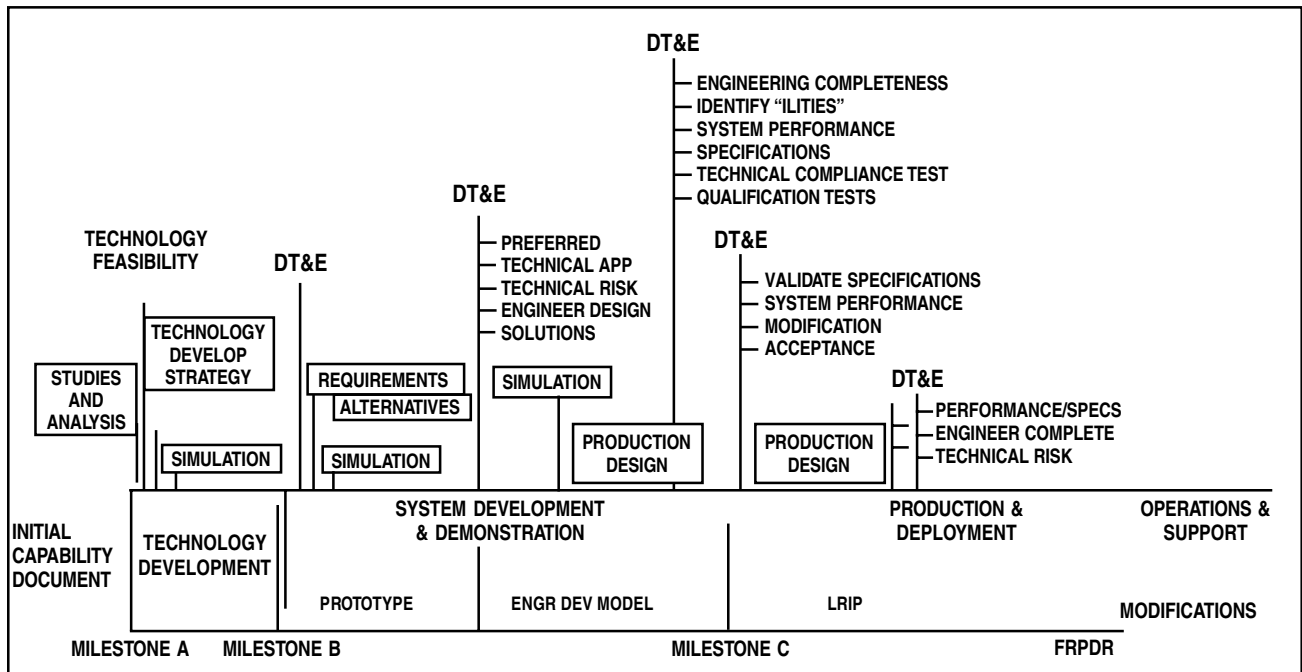 DT&E
ENGINEERING COMPLETENESS
IDENTIFY “ILITIES”
SYSTEM PERFORMANCE
SPECIFICATIONS
TECHNICAL COMPLIANCE TEST
QUALIFICATION TESTS
DT&E
PREFERRED
TECHNICAL APP
TECHNICAL RISK
ENGINEER DESIGN
SOLUTIONS
TECHNOLOGY
FEASIBILITY
DT&E
DT&E
VALIDATE SPECIFICATIONS
SYSTEM PERFORMANCE
MODIFICATION
ACCEPTANCE
TECHNOLOGY
DEVELOP
STRATEGY
STUDIES
AND
ANALYSIS
SIMULATION
REQUIREMENTS
ALTERNATIVES
SIMULATION
SIMULATION
PRODUCTION
DESIGN
PRODUCTION
DESIGN
DT&E
PERFORMANCE/SPECS
ENGINEER COMPLETE
TECHNICAL RISK
INITIAL
CAPABILITY
DOCUMENT
TECHNOLOGY
DEVELOPMENT
SYSTEM DEVELOPMENT
& DEMONSTRATION
PRODUCTION &
DEPLOYMENT
OPERATIONS &
SUPPORT
PROTOTYPE
ENGR DEV MODEL
LRIP
MODIFICATIONS
MILESTONE A
MILESTONE B
MILESTONE C
FRPDR